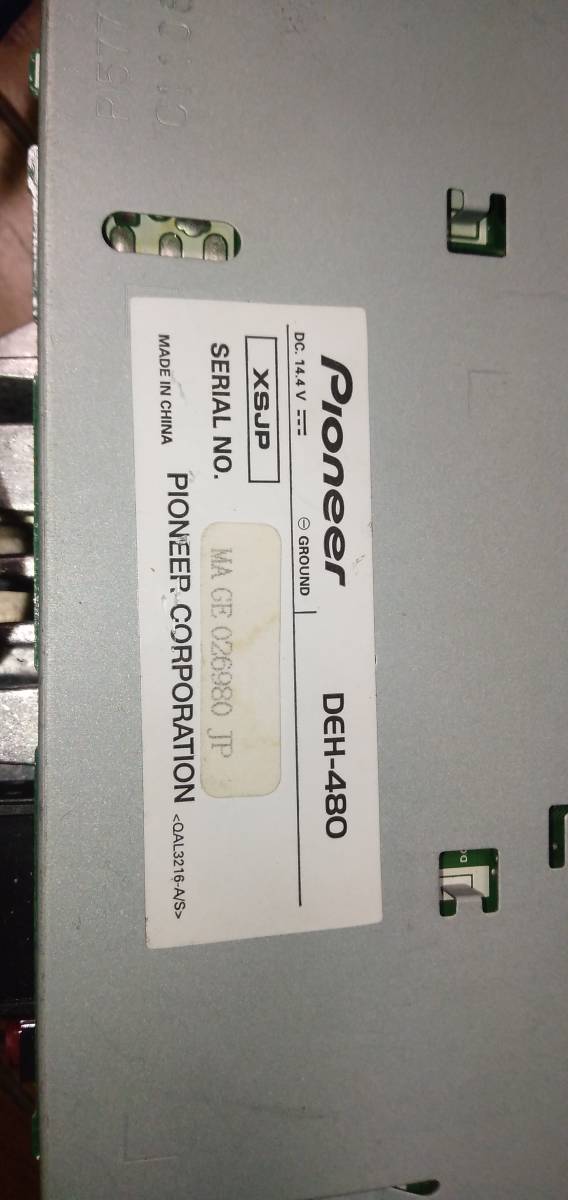 Pioneer DEH-480
DC. 14.4 V ⎓ ⊖ GROUND
XSJP
SERIAL NO. MA GE 026980 JP
MADE IN CHINA PIONEER CORPORATION <QAL3216-A/S>